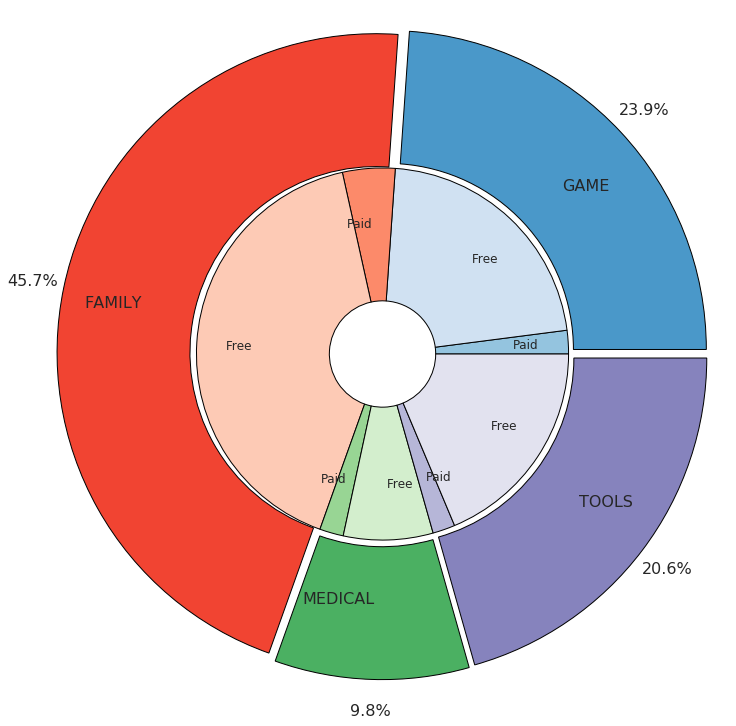 23.9%
GAME
Paid
Free
45.7%
FAMILY
Free
Paid
Free
Paid
Free
Paid
TOOLS
20.6%
MEDICAL
9.8%